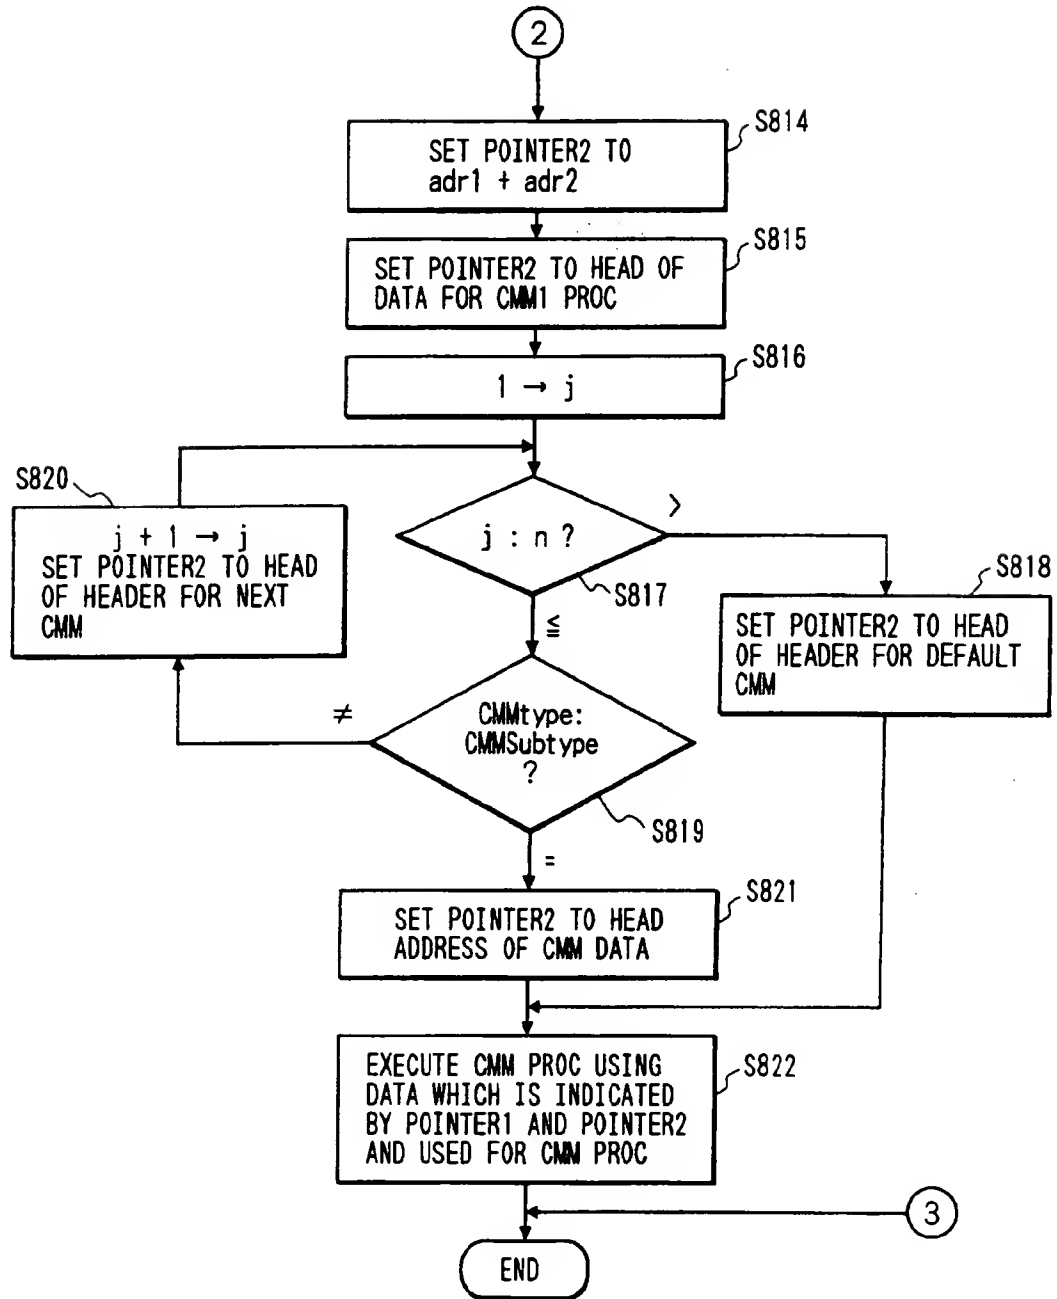 2
S814
SET POINTER2 TO
adr1 + adr2
S815
SET POINTER2 TO HEAD OF
DATA FOR CMM1 PROC
S816
1 → j
S820
j + 1 → j
SET POINTER2 TO HEAD
OF HEADER FOR NEXT
CMM
j : n ?
>
S817
≦
S818
SET POINTER2 TO HEAD
OF HEADER FOR DEFAULT
CMM
≠
CMMtype:
CMMSubtype
?
S819
=
S821
SET POINTER2 TO HEAD
ADDRESS OF CMM DATA
S822
EXECUTE CMM PROC USING
DATA WHICH IS INDICATED
BY POINTER1 AND POINTER2
AND USED FOR CMM PROC
3
END